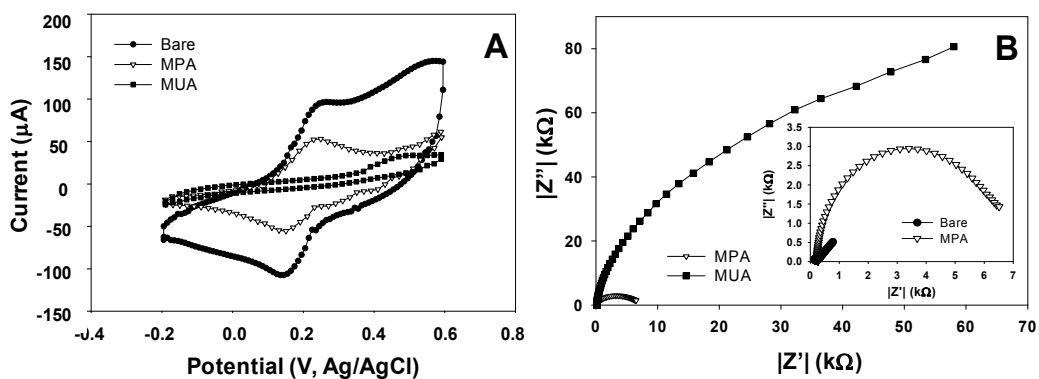 A
Bare
MPA
MUA
200
150
100
50
0
-50
-100
-150
Current (μA)
-0.4
-0.2
0.0
0.2
0.4
0.6
0.8
Potential (V, Ag/AgCl)
B
80
60
40
20
0
|Z''| (kΩ)
MPA
MUA
0
10
20
30
40
50
60
70
|Z'| (kΩ)
3.5
3.0
2.5
2.0
1.5
1.0
0.5
0.0
|Z''| (kΩ)
Bare
MPA
0
1
2
3
4
5
6
7
|Z'| (kΩ)